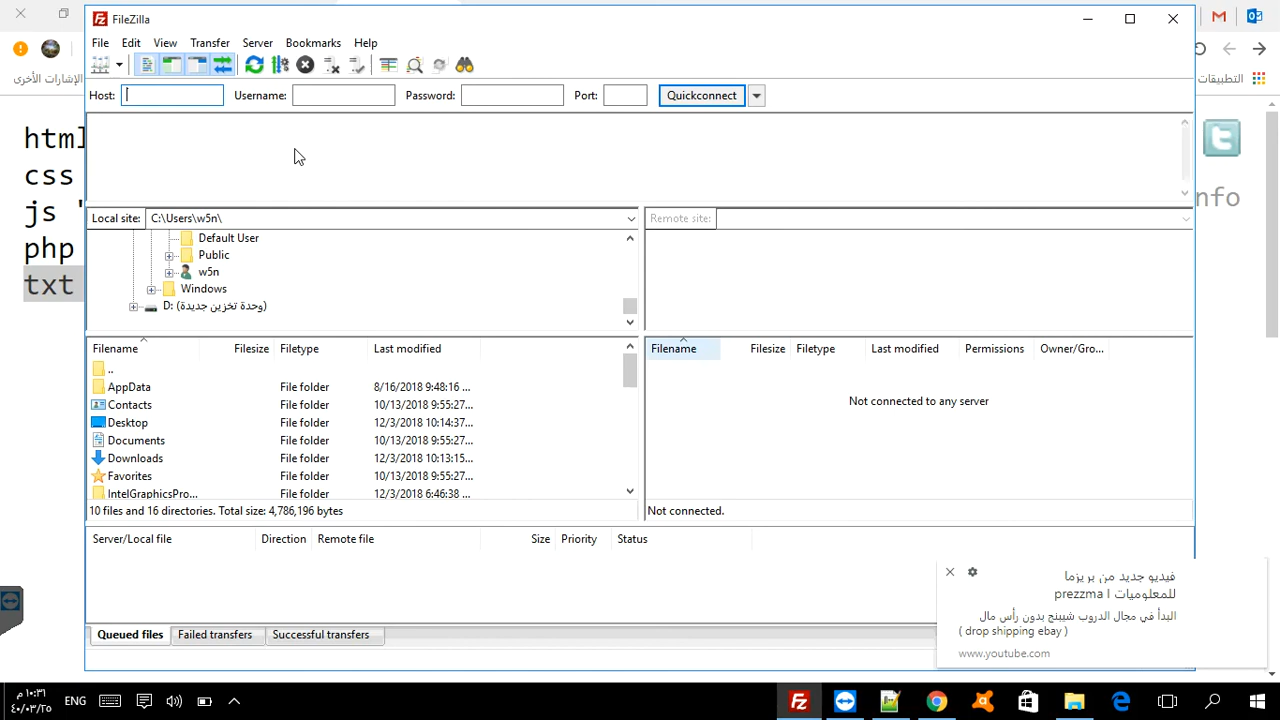 FileZilla
File Edit View Transfer Server Bookmarks Help
Host: Username: Password: Port: Quickconnect
الإشارات الأخرى
التطبيقات
html
css
js "
php
txt
nfo
Local site: C:\Users\w5n\
Remote site:
Default User
Public
w5n
Windows
D: (وحدة تخزين جديدة)
Filename Filesize Filetype Last modified
..
AppData File folder 8/16/2018 9:48:16 ...
Contacts File folder 10/13/2018 9:55:27...
Desktop File folder 12/3/2018 10:14:37...
Documents File folder 10/13/2018 9:55:27...
Downloads File folder 12/3/2018 10:13:15...
Favorites File folder 10/13/2018 9:55:27...
IntelGraphicsPro... File folder 12/3/2018 6:46:38 ...
10 files and 16 directories. Total size: 4,786,196 bytes
Filename Filesize Filetype Last modified Permissions Owner/Gro...
Not connected to any server
Not connected.
Server/Local file Direction Remote file Size Priority Status
Queued files Failed transfers Successful transfers
فيديو جديد من بريزما
للمعلوميات | prezzma
البدأ في مجال الدروب شيبنج بدون رأس مال
( drop shipping ebay )
www.youtube.com
١٠:٣١ م
٤٠/٠٣/٢٥
ENG